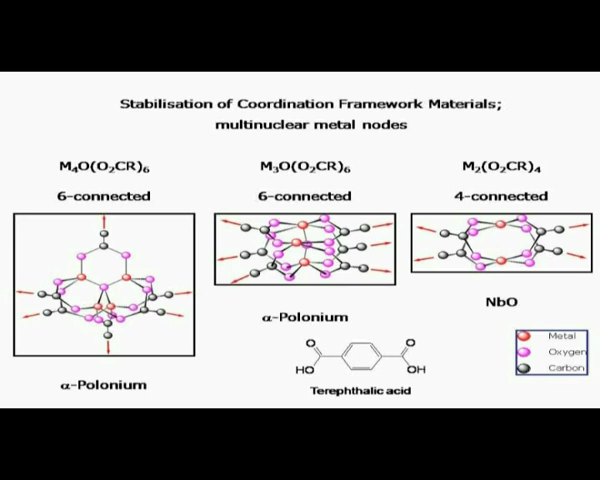 Stabilisation of Coordination Framework Materials;
multinuclear metal nodes
M₄O(O₂CR)₆
M₃O(O₂CR)₆
M₂(O₂CR)₄
6-connected
6-connected
4-connected
NbO
α-Polonium
Metal
Oxygen
Carbon
O
O
HO
OH
α-Polonium
Terephthalic acid